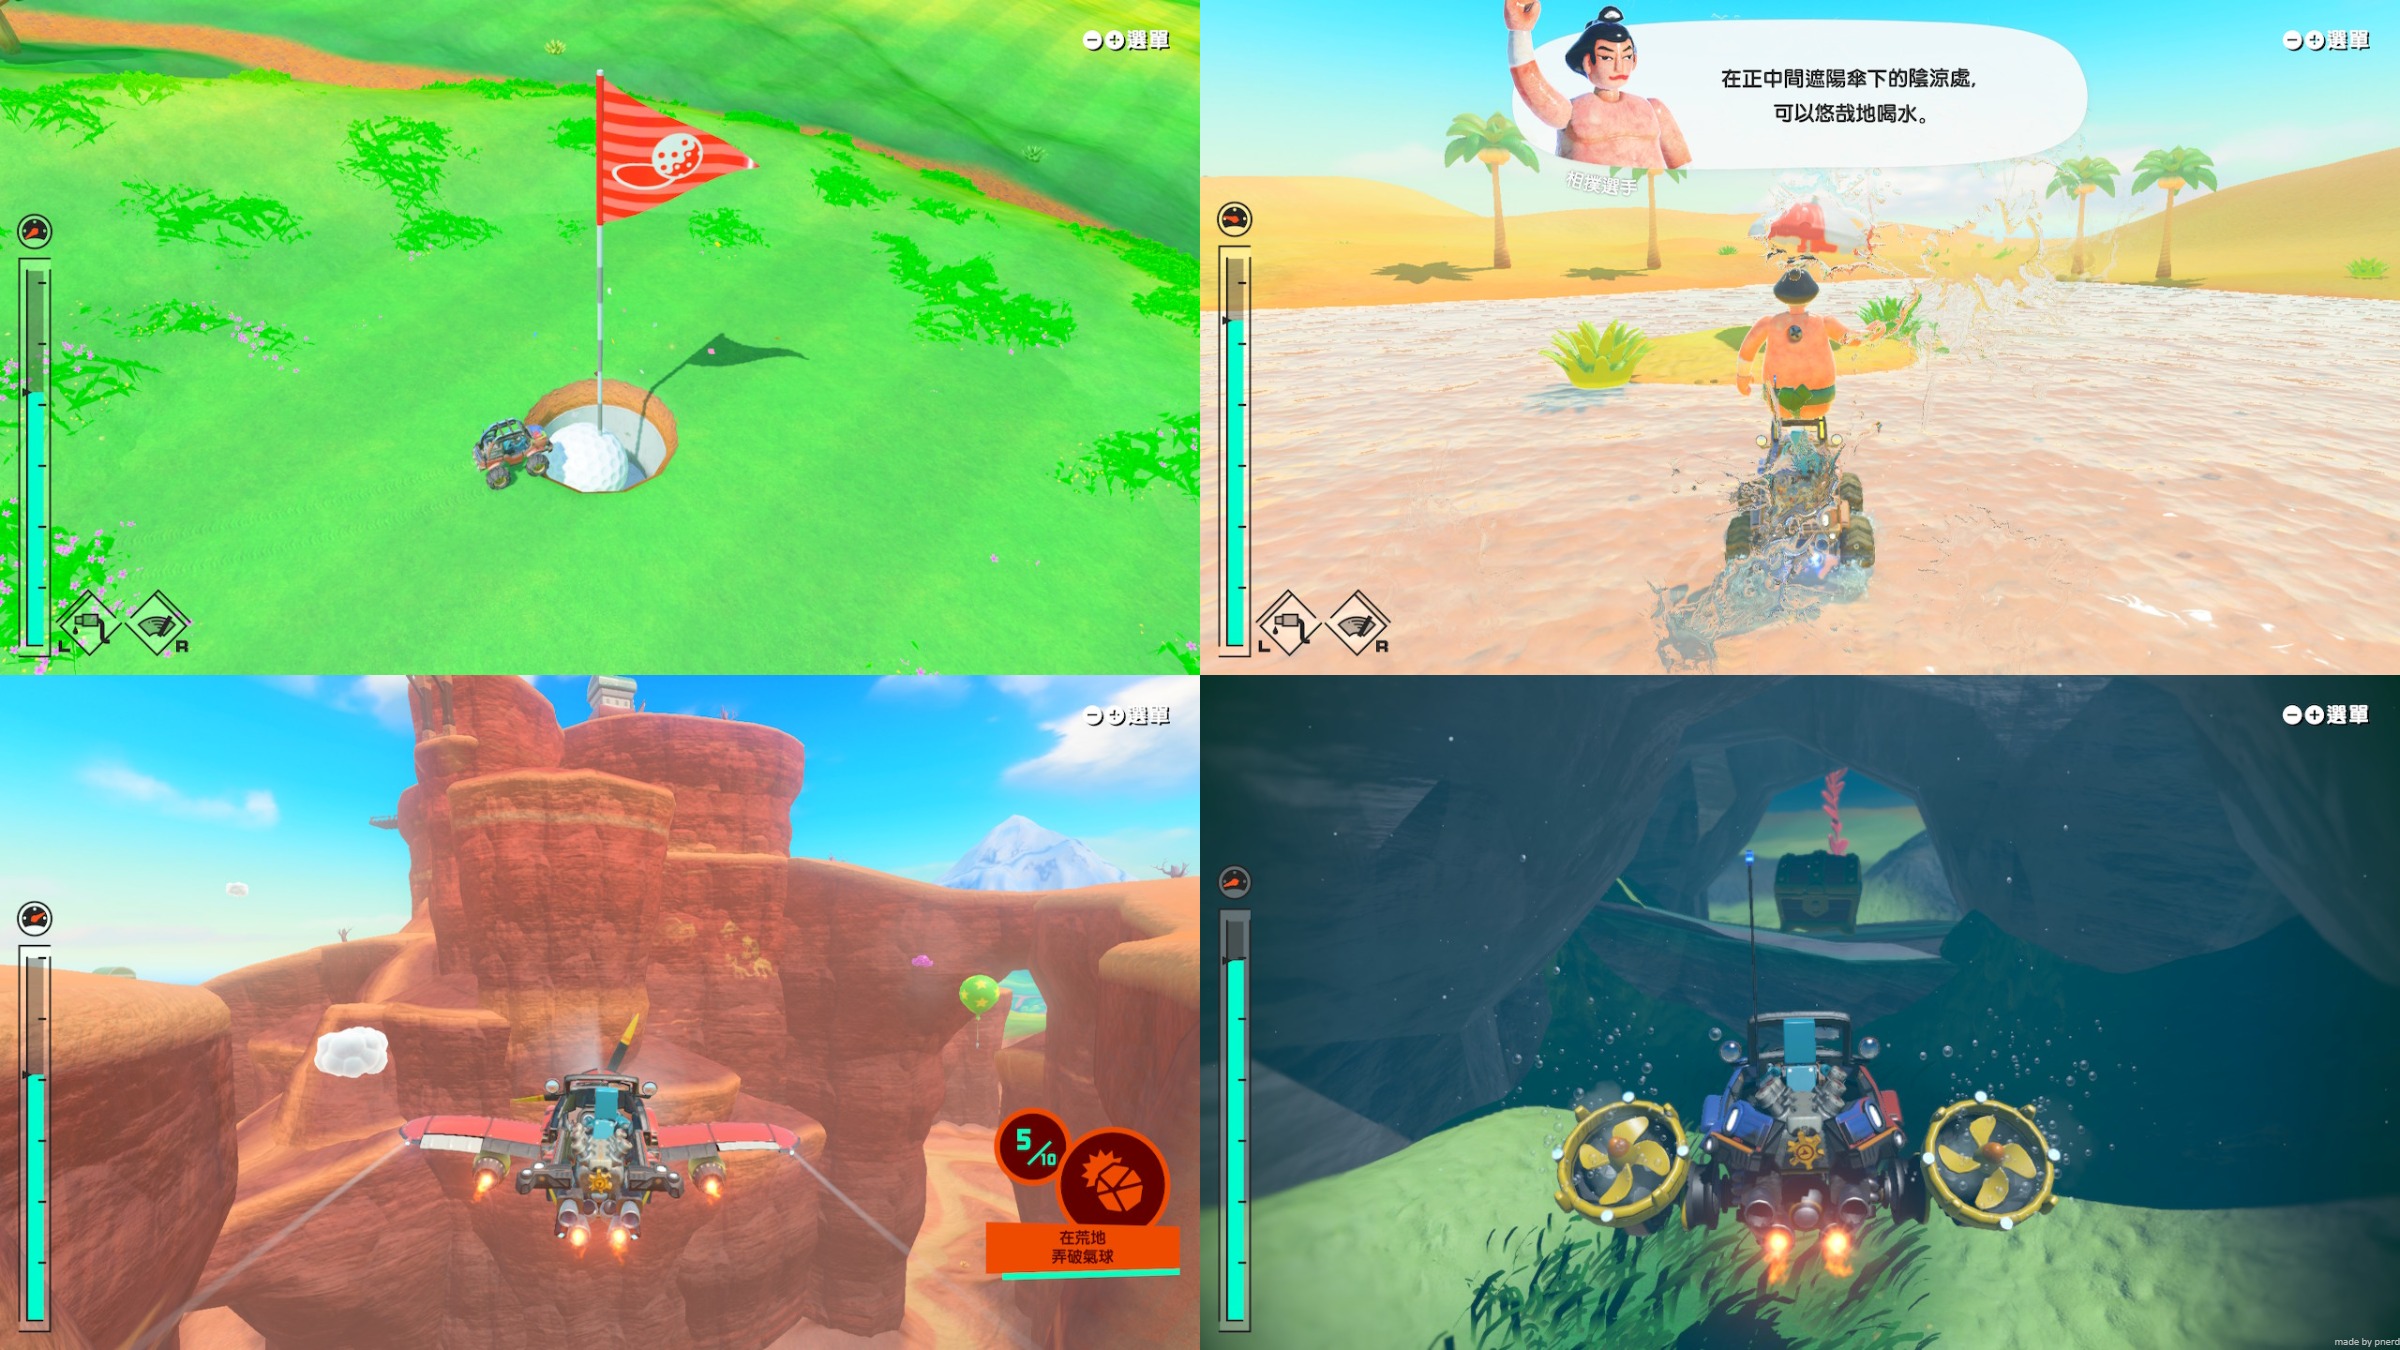 選單
選單
在正中間遮陽傘下的陰涼處,
可以悠哉地喝水。
相撲選手
L
R
L
R
選單
選單
5/10
在荒地
弄破氣球
made by pnerd